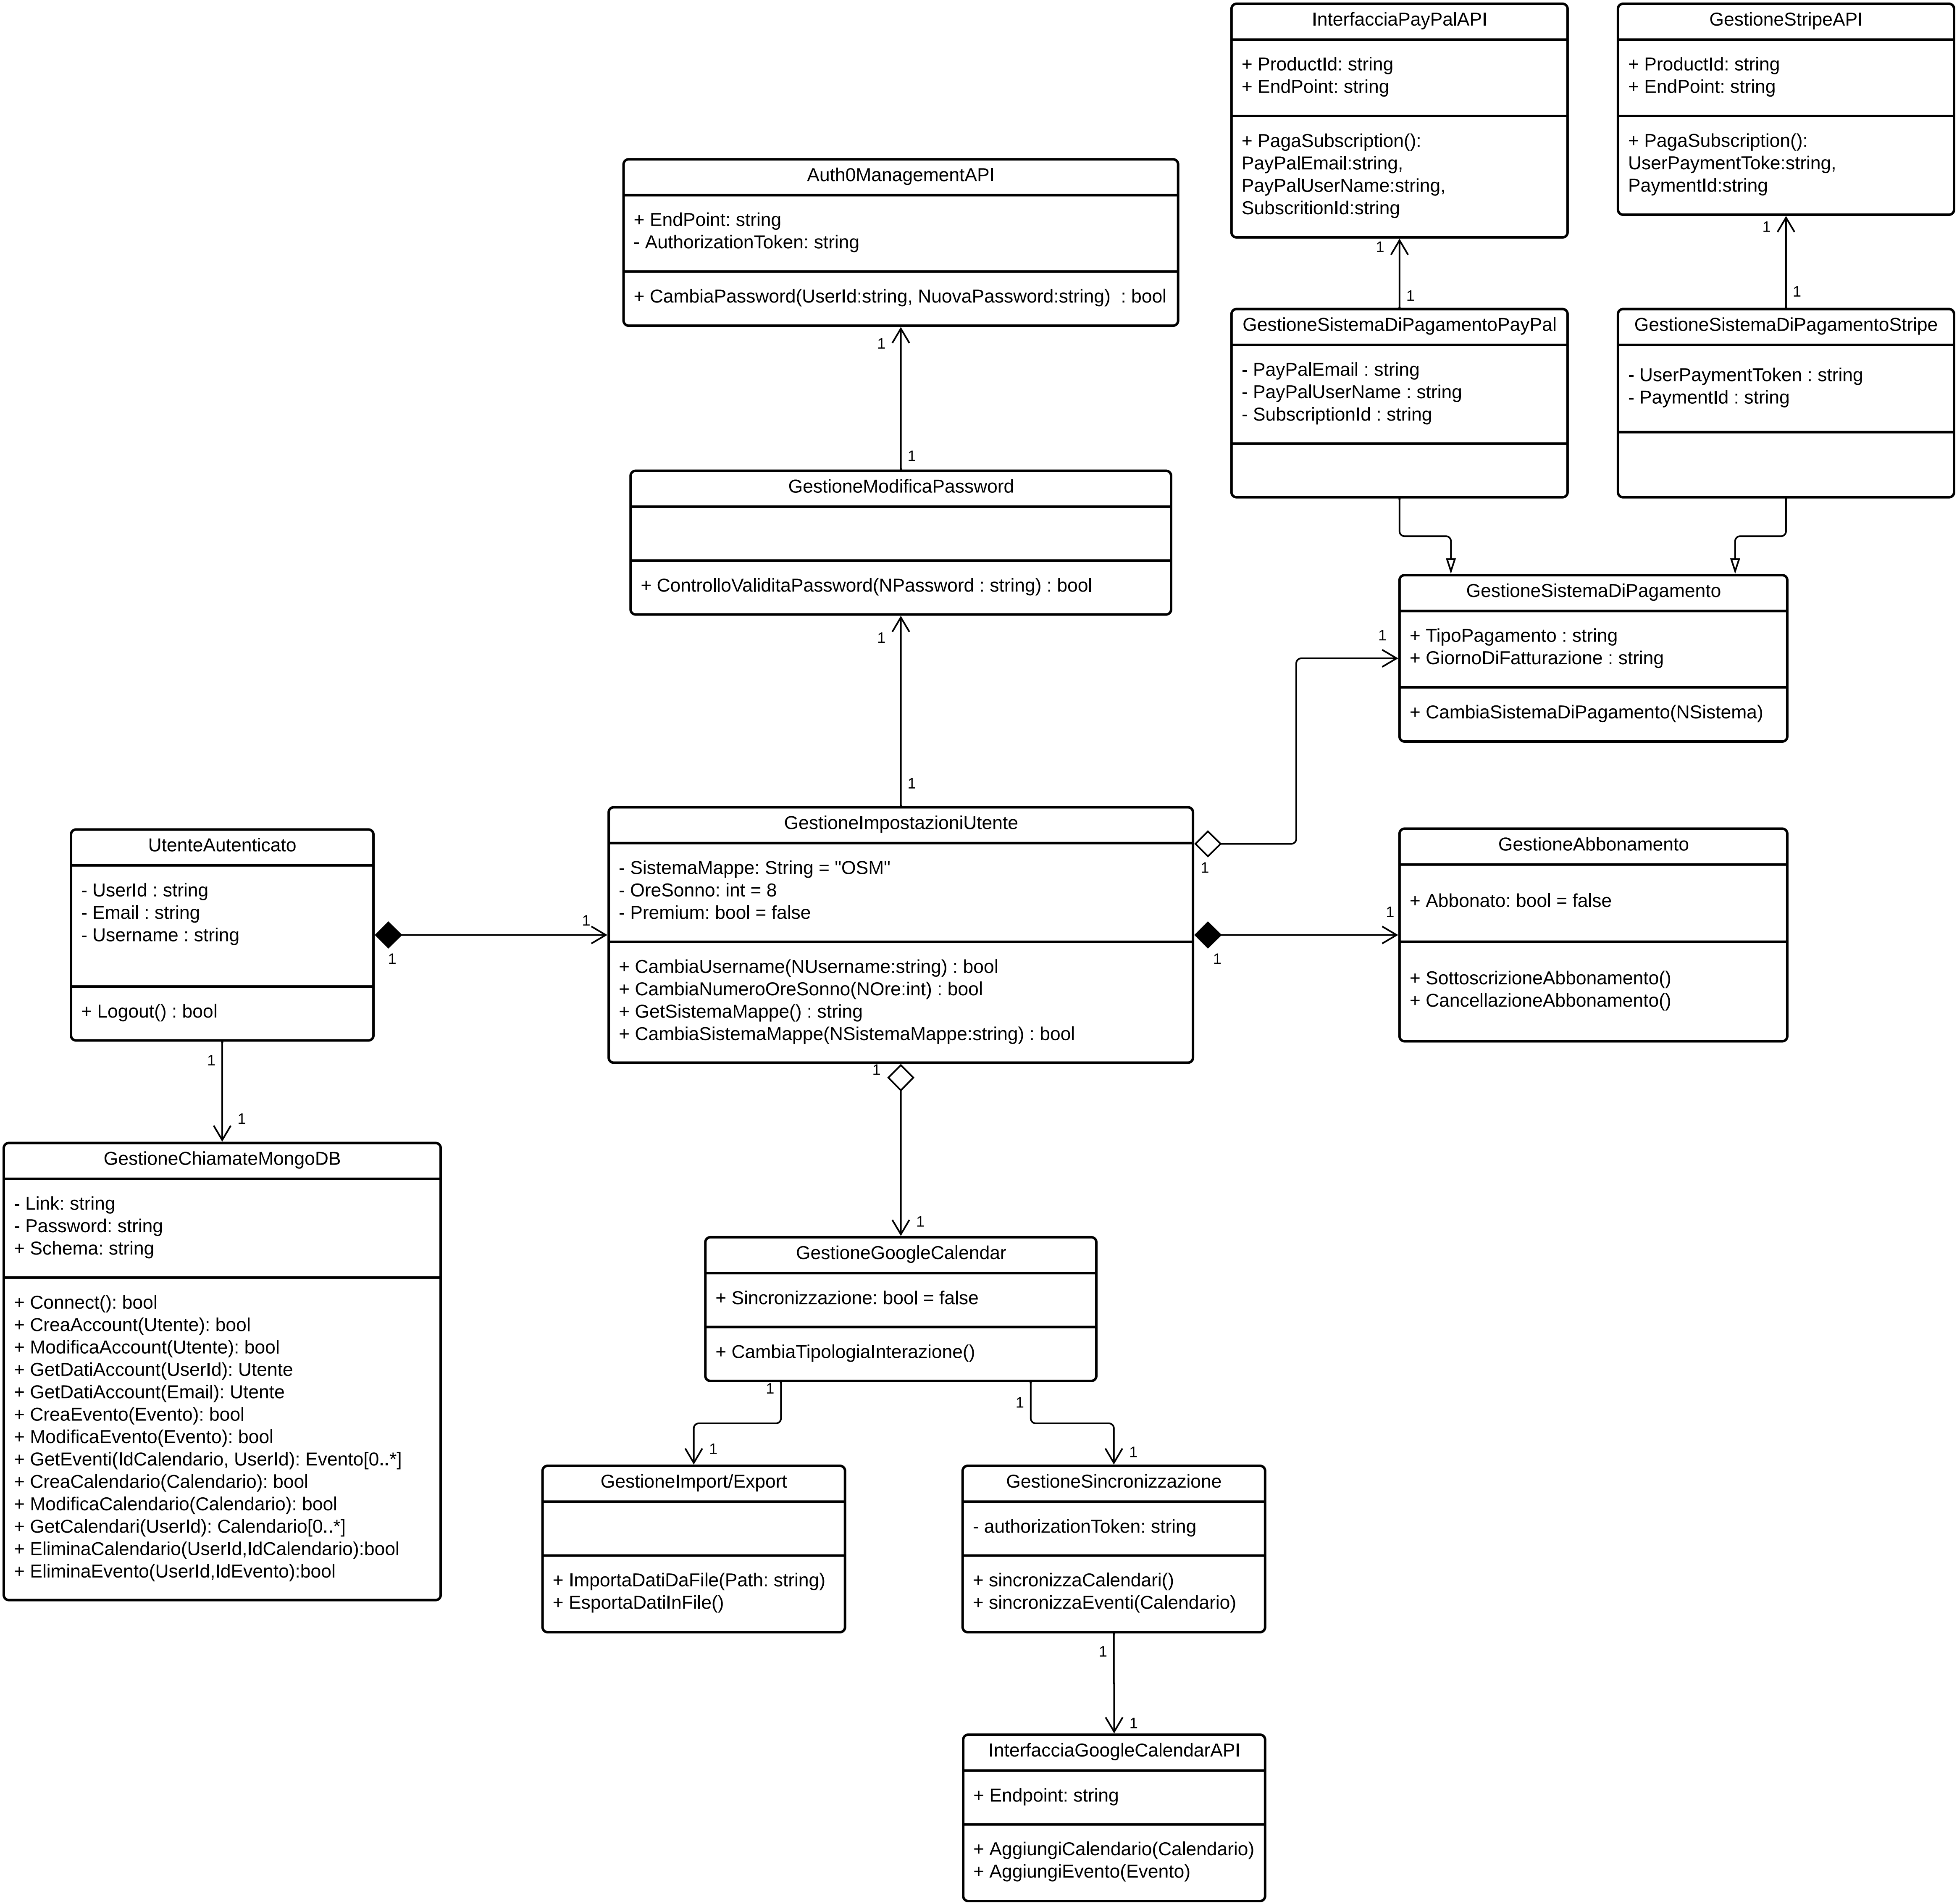 InterfacciaPayPalAPI
+ ProductId: string
+ EndPoint: string
+ PagaSubscription():
PayPalEmail:string,
PayPalUserName:string,
SubscritionId:string
1
1
GestioneStripeAPI
+ ProductId: string
+ EndPoint: string
+ PagaSubscription():
UserPaymentToke:string,
PaymentId:string
1
1
Auth0ManagementAPI
+ EndPoint: string
- AuthorizationToken: string
+ CambiaPassword(UserId:string, NuovaPassword:string)  : bool
1
1
GestioneSistemaDiPagamentoPayPal
- PayPalEmail : string
- PayPalUserName : string
- SubscriptionId : string
GestioneSistemaDiPagamentoStripe
- UserPaymentToken : string
- PaymentId : string
GestioneModificaPassword
+ ControlloValiditaPassword(NPassword : string) : bool
1
1
GestioneSistemaDiPagamento
+ TipoPagamento : string
+ GiornoDiFatturazione : string
+ CambiaSistemaDiPagamento(NSistema)
1
1
UtenteAutenticato
- UserId : string
- Email : string
- Username : string
+ Logout() : bool
1
1
GestioneImpostazioniUtente
- SistemaMappe: String = "OSM"
- OreSonno: int = 8
- Premium: bool = false
+ CambiaUsername(NUsername:string) : bool
+ CambiaNumeroOreSonno(NOre:int) : bool
+ GetSistemaMappe() : string
+ CambiaSistemaMappe(NSistemaMappe:string) : bool
1
1
GestioneAbbonamento
+ Abbonato: bool = false
+ SottoscrizioneAbbonamento()
+ CancellazioneAbbonamento()
1
1
GestioneChiamateMongoDB
- Link: string
- Password: string
+ Schema: string
+ Connect(): bool
+ CreaAccount(Utente): bool
+ ModificaAccount(Utente): bool
+ GetDatiAccount(UserId): Utente
+ GetDatiAccount(Email): Utente
+ CreaEvento(Evento): bool
+ ModificaEvento(Evento): bool
+ GetEventi(IdCalendario, UserId): Evento[0..*]
+ CreaCalendario(Calendario): bool
+ ModificaCalendario(Calendario): bool
+ GetCalendari(UserId): Calendario[0..*]
+ EliminaCalendario(UserId,IdCalendario):bool
+ EliminaEvento(UserId,IdEvento):bool
1
1
GestioneGoogleCalendar
+ Sincronizzazione: bool = false
+ CambiaTipologiaInterazione()
1
1
1
1
GestioneImport/Export
+ ImportaDatiDaFile(Path: string)
+ EsportaDatiInFile()
GestioneSincronizzazione
- authorizationToken: string
+ sincronizzaCalendari()
+ sincronizzaEventi(Calendario)
1
1
InterfacciaGoogleCalendarAPI
+ Endpoint: string
+ AggiungiCalendario(Calendario)
+ AggiungiEvento(Evento)